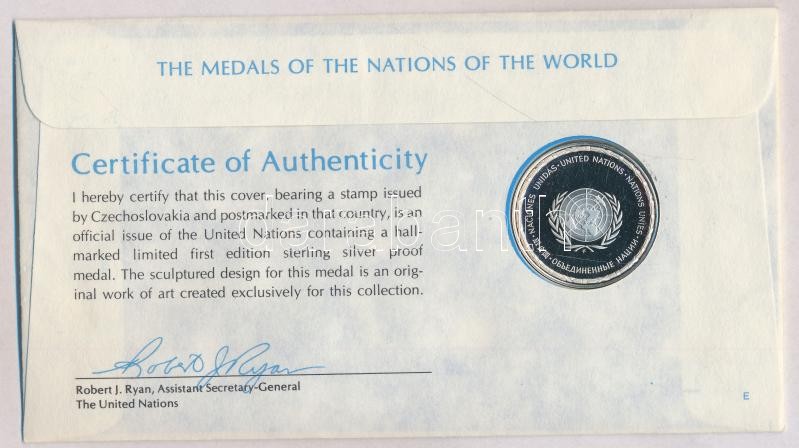 THE MEDALS OF THE NATIONS OF THE WORLD
Certificate of Authenticity
I hereby certify that this cover, bearing a stamp issued
by Czechoslovakia and postmarked in that country, is an
official issue of the United Nations containing a hall-
marked limited first edition sterling silver proof
medal. The sculptured design for this medal is an orig-
inal work of art created exclusively for this collection.
NACIONES UNIDAS · UNITED NATIONS · NATIONS UNIES · ОБЪЕДИНЕННЫЕ НАЦИИ ·
Robert J. Ryan
Robert J. Ryan, Assistant Secretary-General
The United Nations
E